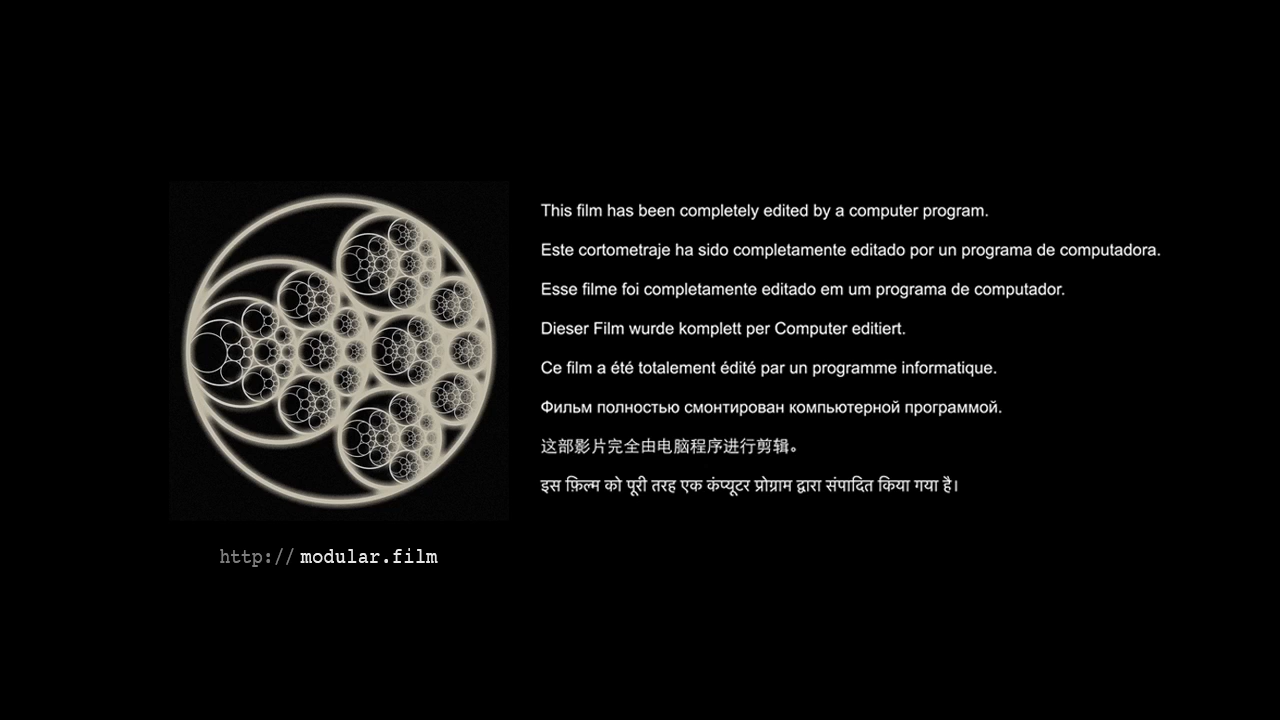 This film has been completely edited by a computer program.
Este cortometraje ha sido completamente editado por un programa de computadora.
Esse filme foi completamente editado em um programa de computador.
Dieser Film wurde komplett per Computer editiert.
Ce film a été totalement édité par un programme informatique.
Фильм полностью смонтирован компьютерной программой.
这部影片完全由电脑程序进行剪辑。
इस फ़िल्म को पूरी तरह एक कंप्यूटर प्रोग्राम द्वारा संपादित किया गया है।
http:// modular.film